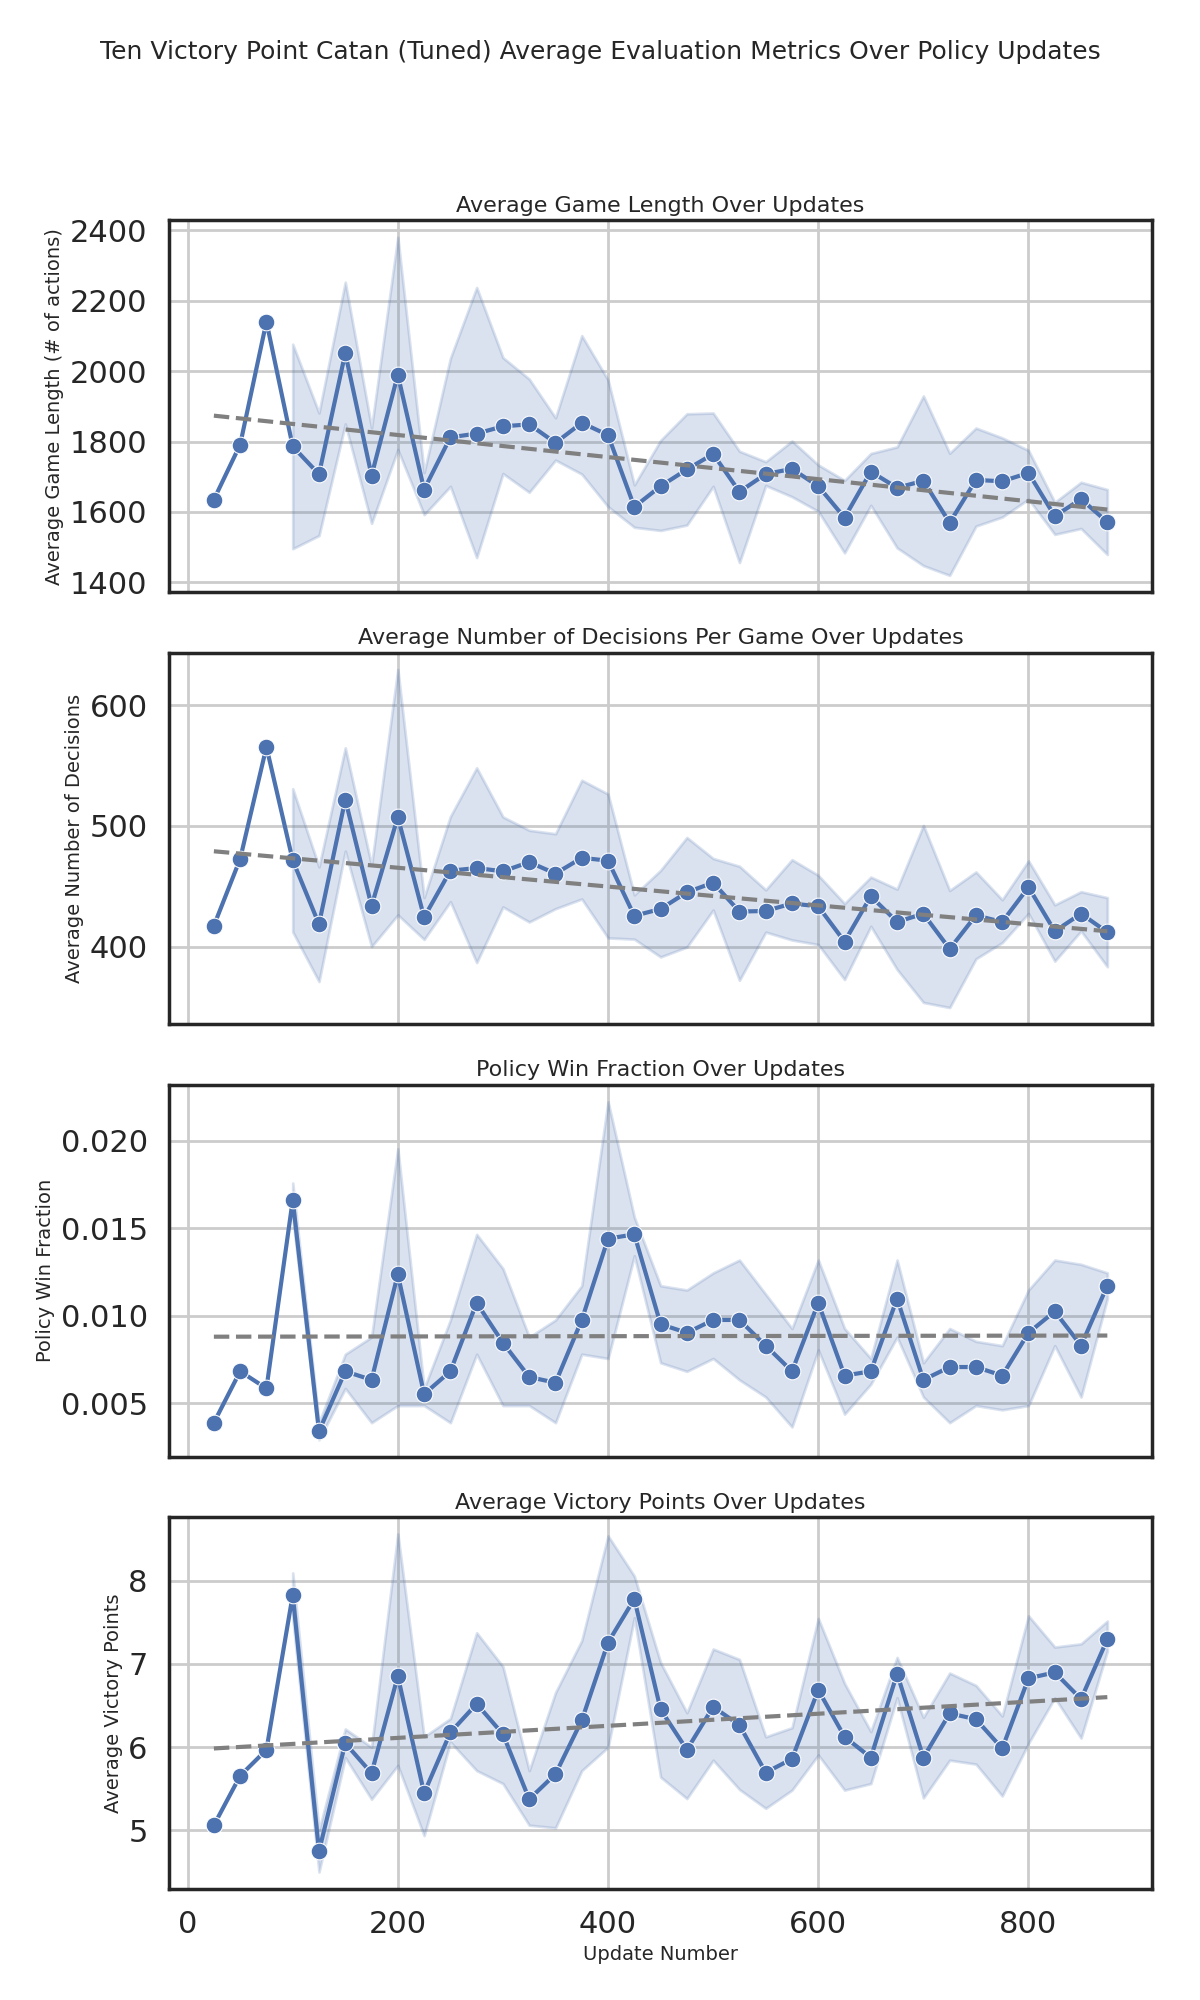 Ten Victory Point Catan (Tuned) Average Evaluation Metrics Over Policy Updates
Average Game Length Over Updates
Average Game Length (# of actions)
2400
2200
2000
1800
1600
1400
Average Number of Decisions Per Game Over Updates
Average Number of Decisions
600
500
400
Policy Win Fraction Over Updates
Policy Win Fraction
0.020
0.015
0.010
0.005
Average Victory Points Over Updates
Average Victory Points
8
7
6
5
0 200 400 600 800
Update Number